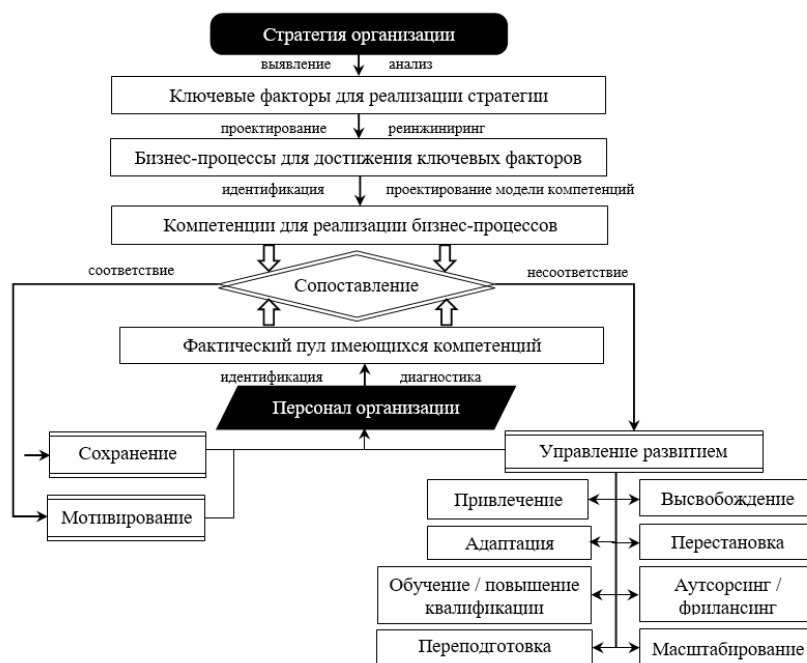 Стратегия организации
выявление анализ
Ключевые факторы для реализации стратегии
проектирование реинжиниринг
Бизнес-процессы для достижения ключевых факторов
идентификация проектирование модели компетенций
Компетенции для реализации бизнес-процессов
соответствие несоответствие
Сопоставление
Фактический пул имеющихся компетенций
идентификация диагностика
Персонал организации
Сохранение
Управление развитием
Мотивирование
Привлечение
Высвобождение
Адаптация
Перестановка
Обучение / повышение
квалификации
Аутсорсинг /
фрилансинг
Переподготовка
Масштабирование